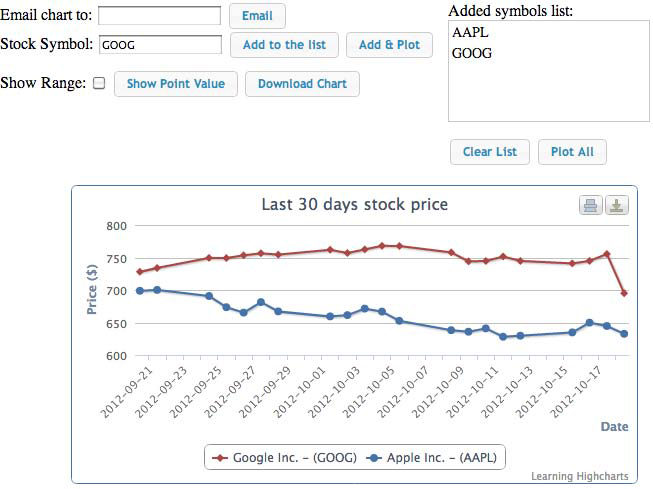 Email chart to: Email
Stock Symbol: GOOG Add to the list Add & Plot
Show Range: Show Point Value Download Chart
Added symbols list:
AAPL
GOOG
Clear List Plot All
Last 30 days stock price
Price ($)
800
750
700
650
600
2012-09-21
2012-09-23
2012-09-25
2012-09-27
2012-09-29
2012-10-01
2012-10-03
2012-10-05
2012-10-07
2012-10-09
2012-10-11
2012-10-13
2012-10-15
2012-10-17
Date
Google Inc. - (GOOG) Apple Inc. - (AAPL)
Learning Highcharts